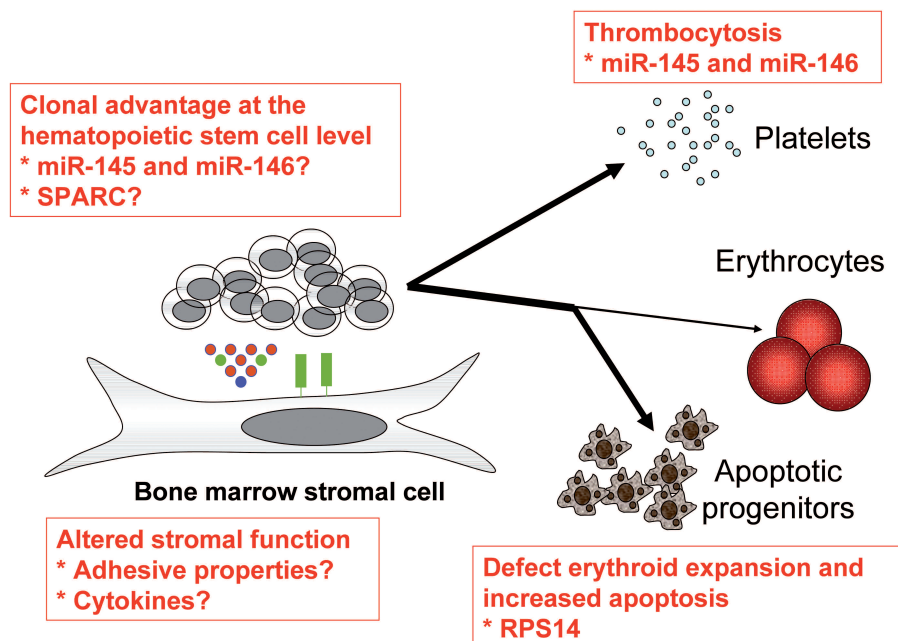 Thrombocytosis
* miR-145 and miR-146
Clonal advantage at the
hematopoietic stem cell level
* miR-145 and miR-146?
* SPARC?
Platelets
Erythrocytes
Bone marrow stromal cell
Apoptotic
progenitors
Altered stromal function
* Adhesive properties?
* Cytokines?
Defect erythroid expansion and
increased apoptosis
* RPS14